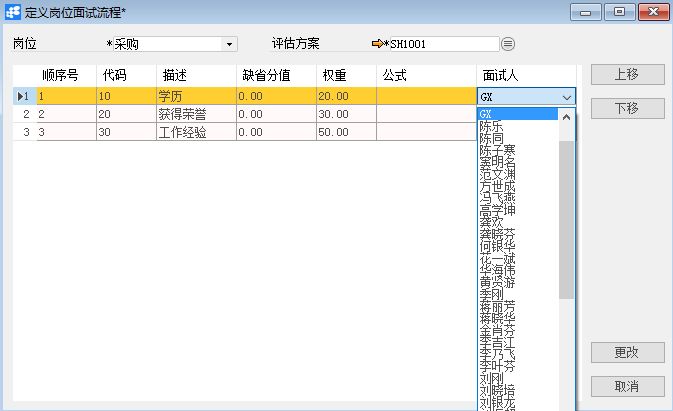 定义岗位面试流程*
岗位 *采购 评估方案 *SH1001
顺序号 代码 描述 缺省分值 权重 公式 面试人
1 1 10 学历 0.00 20.00 GX
2 2 20 获得荣誉 0.00 30.00
3 3 30 工作经验 0.00 50.00
上移
下移
GX
陈乐
陈同
陈子寒
窦明名
范文渊
方世成
冯飞燕
高学坤
龚欢
龚晓芬
何银华
花一斌
华海伟
黄贤游
李刚
蒋丽芳
蒋晓华
金肖芬
李吉江
李乃飞
李叶芬
刘刚
刘晓培
刘银龙
更改
取消